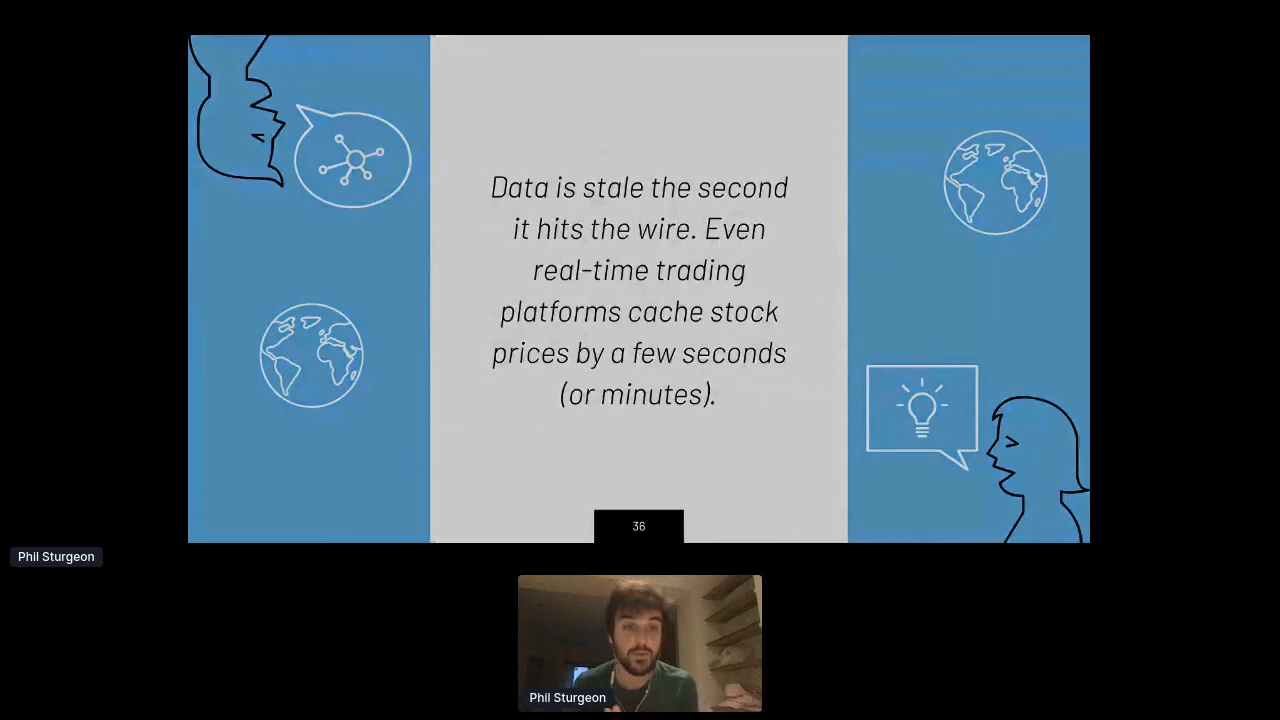 Data is stale the second
it hits the wire. Even
real-time trading
platforms cache stock
prices by a few seconds
(or minutes).
36
Phil Sturgeon
Phil Sturgeon